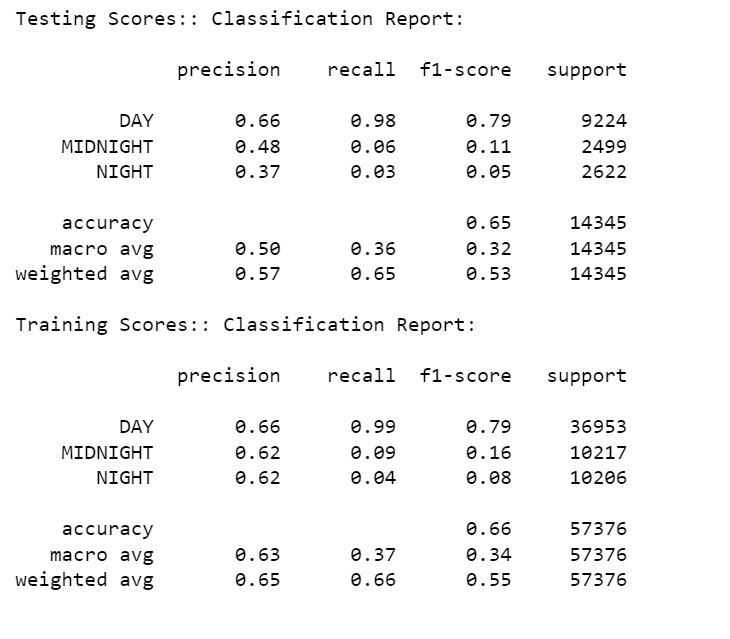 Testing Scores:: Classification Report:
precision recall f1-score support
DAY 0.66 0.98 0.79 9224
MIDNIGHT 0.48 0.06 0.11 2499
NIGHT 0.37 0.03 0.05 2622
accuracy 0.65 14345
macro avg 0.50 0.36 0.32 14345
weighted avg 0.57 0.65 0.53 14345
Training Scores:: Classification Report:
precision recall f1-score support
DAY 0.66 0.99 0.79 36953
MIDNIGHT 0.62 0.09 0.16 10217
NIGHT 0.62 0.04 0.08 10206
accuracy 0.66 57376
macro avg 0.63 0.37 0.34 57376
weighted avg 0.65 0.66 0.55 57376